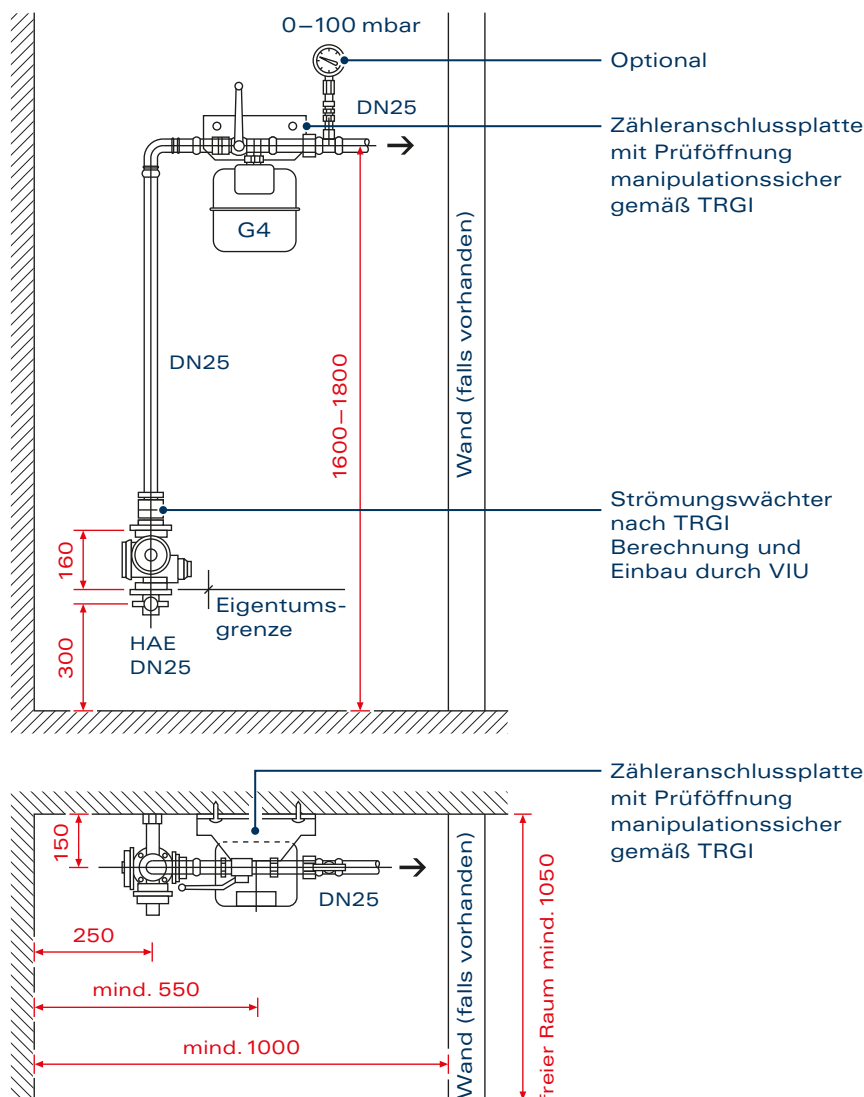 0–100 mbar
Optional
DN25
Zähleranschlussplatte
mit Prüföffnung
manipulationssicher
gemäß TRGI
G4
Wand (falls vorhanden)
DN25
1600–1800
Strömungswächter
nach TRGI
Berechnung und
Einbau durch VIU
160
Eigentums-
grenze
HAE
DN25
300
Zähleranschlussplatte
mit Prüföffnung
manipulationssicher
gemäß TRGI
150
DN25
250
mind. 550
mind. 1000
Wand (falls vorhanden)
freier Raum mind. 1050